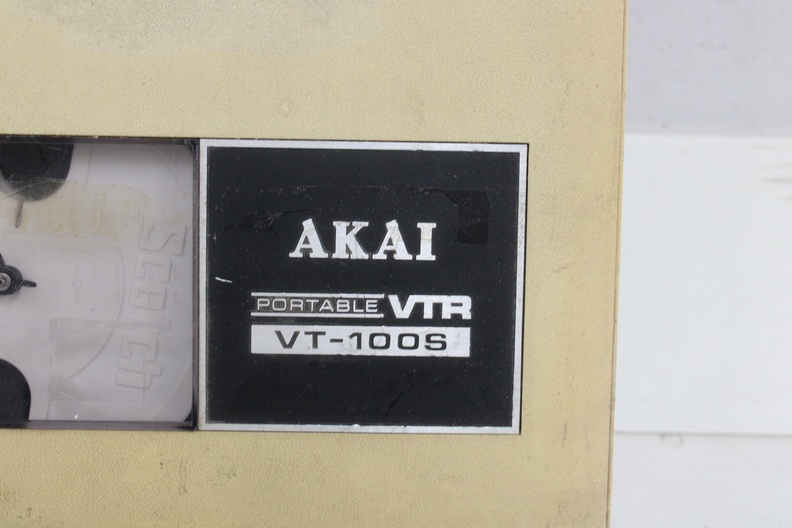 AKAI
PORTABLE VTR
VT-100S
Scotch